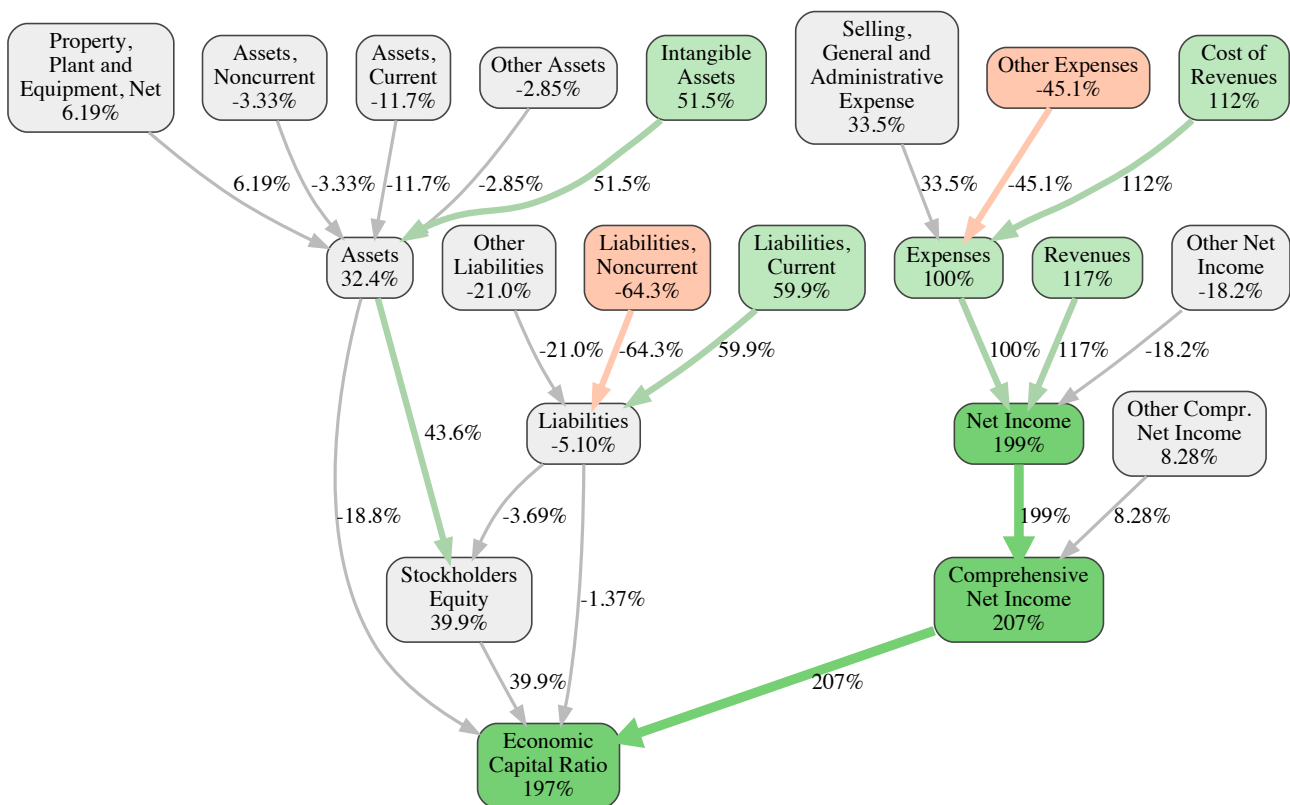 Property,
Plant and
Equipment, Net
6.19%
Assets,
Noncurrent
-3.33%
Assets,
Current
-11.7%
Other Assets
-2.85%
Intangible
Assets
51.5%
Selling,
General and
Administrative
Expense
33.5%
Other Expenses
-45.1%
Cost of
Revenues
112%
6.19%
-3.33%
-11.7%
-2.85%
51.5%
33.5%
-45.1%
112%
Assets
32.4%
Other
Liabilities
-21.0%
Liabilities,
Noncurrent
-64.3%
Liabilities,
Current
59.9%
Expenses
100%
Revenues
117%
Other Net
Income
-18.2%
-21.0%
-64.3%
59.9%
100%
117%
-18.2%
43.6%
Liabilities
-5.10%
Net Income
199%
Other Compr.
Net Income
8.28%
-18.8%
-3.69%
199%
8.28%
Stockholders
Equity
39.9%
-1.37%
Comprehensive
Net Income
207%
39.9%
207%
Economic
Capital Ratio
197%